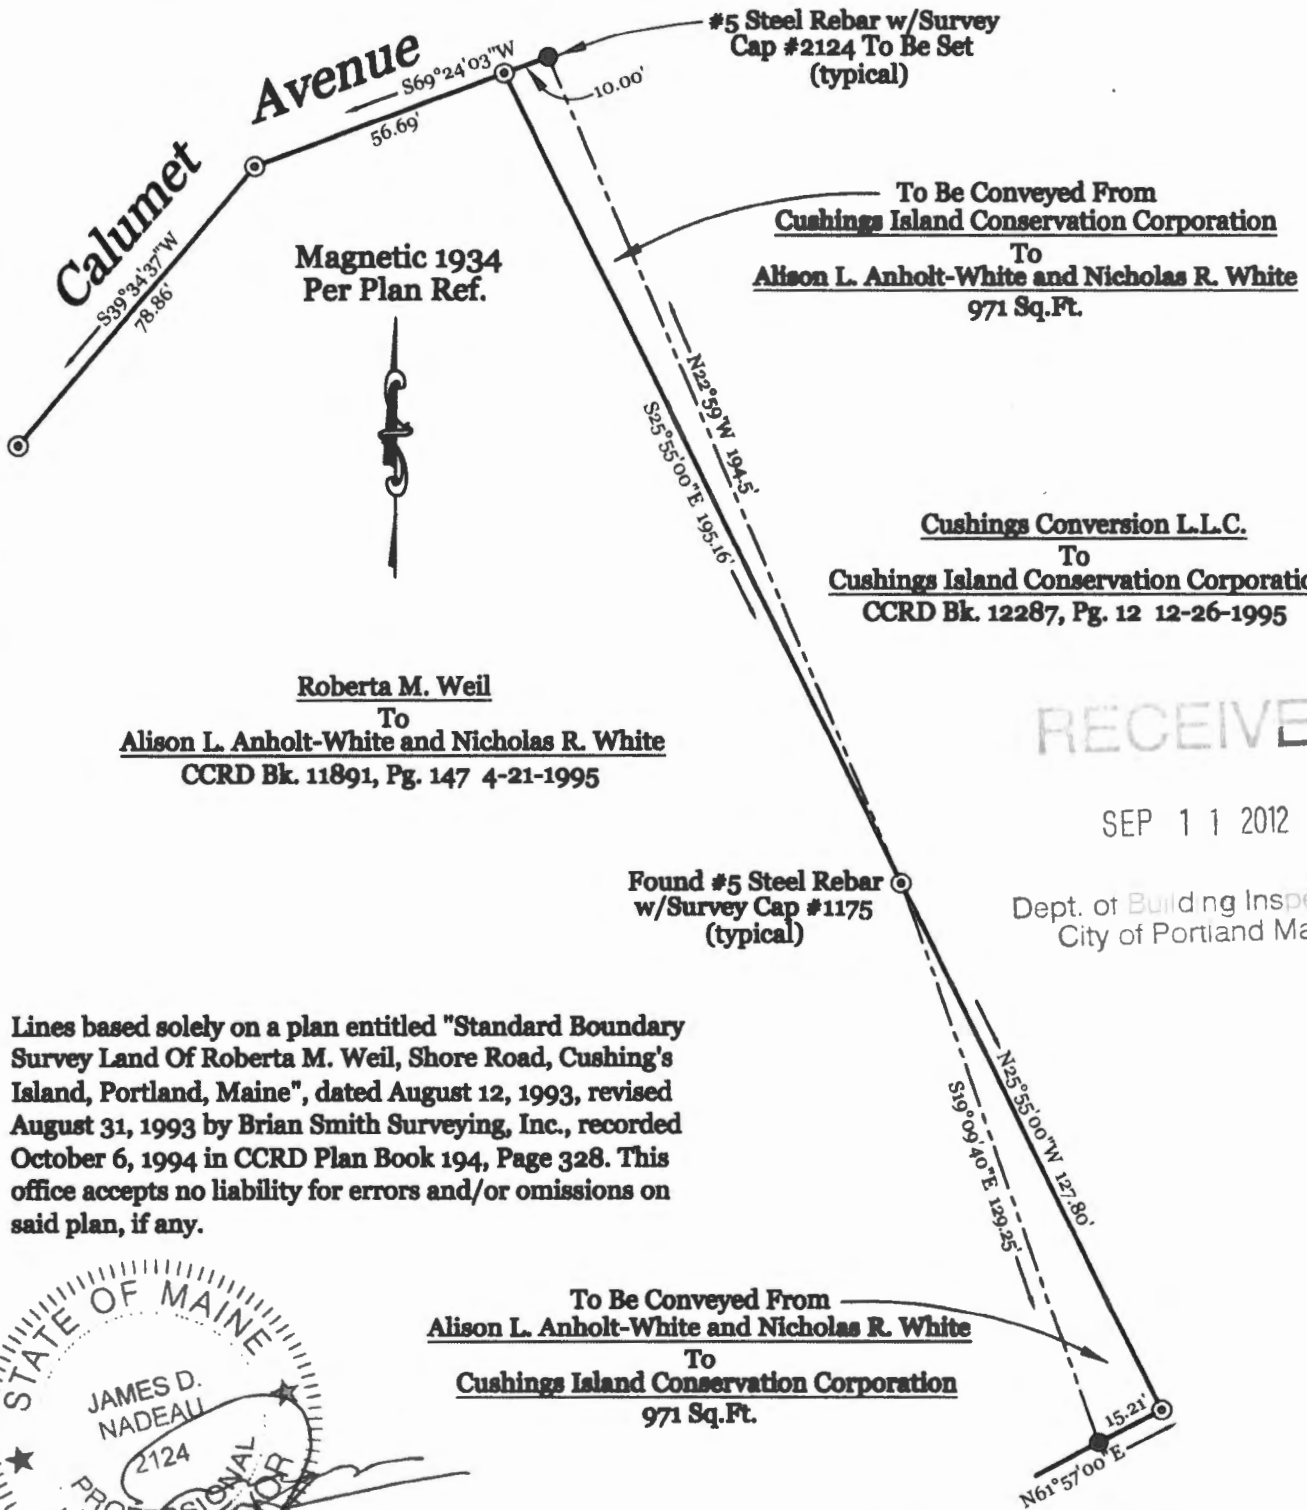 #5 Steel Rebar w/Survey
Cap #2124 To Be Set
(typical)
Calumet Avenue
S69°24'03"W
56.69'
10.00'
S39°34'37"W
78.86'
To Be Conveyed From
Cushings Island Conservation Corporation
To
Alison L. Anholt-White and Nicholas R. White
971 Sq.Ft.
Magnetic 1934
Per Plan Ref.
N22°59'W 194.5'
S25°55'00"E 195.16'
Cushings Conversion L.L.C.
To
Cushings Island Conservation Corporatio
CCRD Bk. 12287, Pg. 12 12-26-1995
Roberta M. Weil
To
Alison L. Anholt-White and Nicholas R. White
CCRD Bk. 11891, Pg. 147 4-21-1995
RECEIVE
SEP 11 2012
Dept. of Building Inspe
City of Portland Ma
Found #5 Steel Rebar
w/Survey Cap #1175
(typical)
Lines based solely on a plan entitled "Standard Boundary
Survey Land Of Roberta M. Weil, Shore Road, Cushing's
Island, Portland, Maine", dated August 12, 1993, revised
August 31, 1993 by Brian Smith Surveying, Inc., recorded
October 6, 1994 in CCRD Plan Book 194, Page 328. This
office accepts no liability for errors and/or omissions on
said plan, if any.
N25°55'00"W 127.80'
S19°09'40"E 129.25'
To Be Conveyed From
Alison L. Anholt-White and Nicholas R. White
To
Cushings Island Conservation Corporation
971 Sq.Ft.
15.21'
N61°57'00"E
STATE OF MAINE
JAMES D.
NADEAU
2124